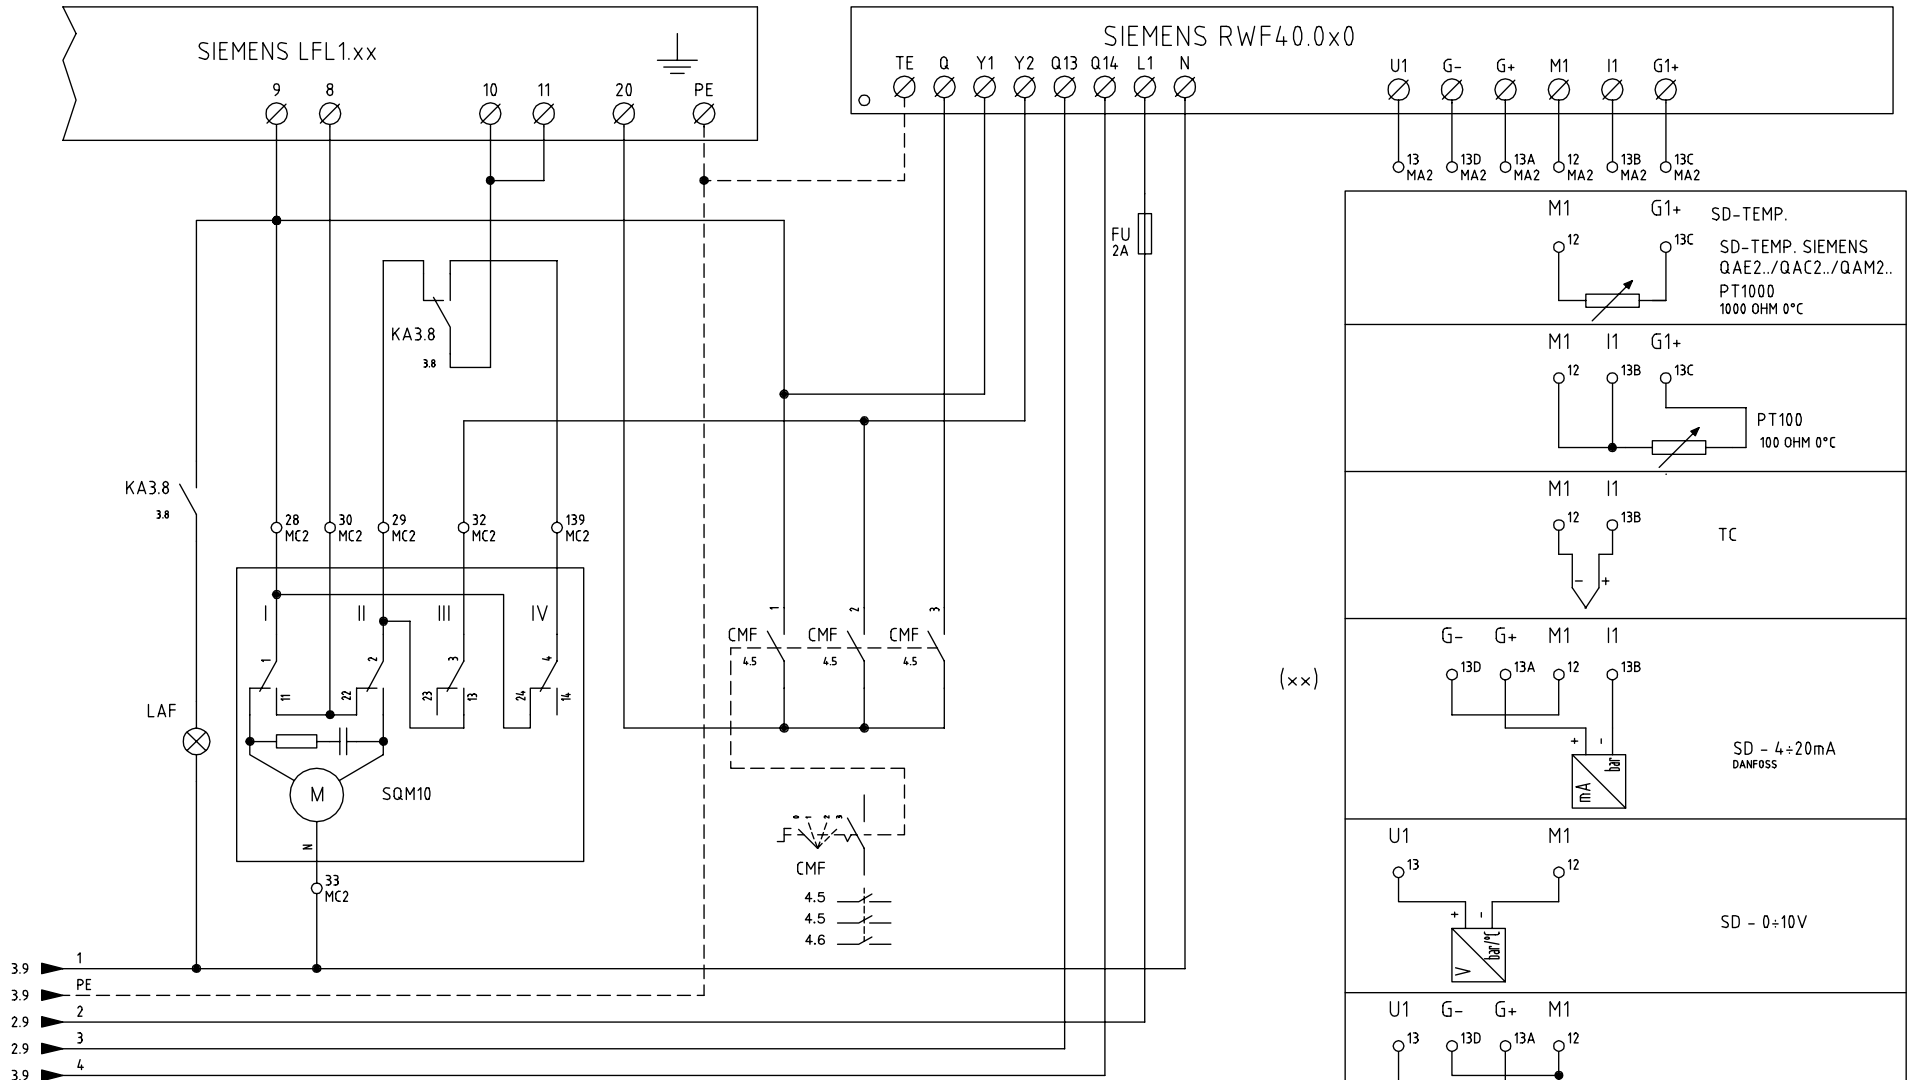 SIEMENS LFL1.xx
9 8 10 11 20 PE
SIEMENS RWF40.0x0
TE Q Y1 Y2 Q13 Q14 L1 N
U1 G- G+ M1 I1 G1+
13 13D 13A 12 13B 13C
MA2 MA2 MA2 MA2 MA2 MA2
FU
2A
KA3.8
3.8
KA3.8
3.8
28 30 29 32 139
MC2 MC2 MC2 MC2 MC2
I II III IV
1 2 3 4
11 22 23 13 24 14
LAF
M
SQM10
N
33
MC2
1 2 3
CMF CMF CMF
4.5 4.5 4.5
0 1 2 3
CMF
4.5
4.5
4.6
3.9 1
3.9 PE
2.9 2
2.9 3
3.9 4
(xx)
M1 G1+ SD-TEMP.
12 13C SD-TEMP. SIEMENS
QAE2../QAC2../QAM2..
PT1000
1000 OHM 0°C
M1 I1 G1+
12 13B 13C
PT100
100 OHM 0°C
M1 I1
12 13B
TC
- +
G- G+ M1 I1
13D 13A 12 13B
+ -
mA bar
SD - 4÷20mA
DANFOSS
U1 M1
13 12
+ -
V bar/°C
SD - 0÷10V
U1 G- G+ M1
13 13D 13A 12